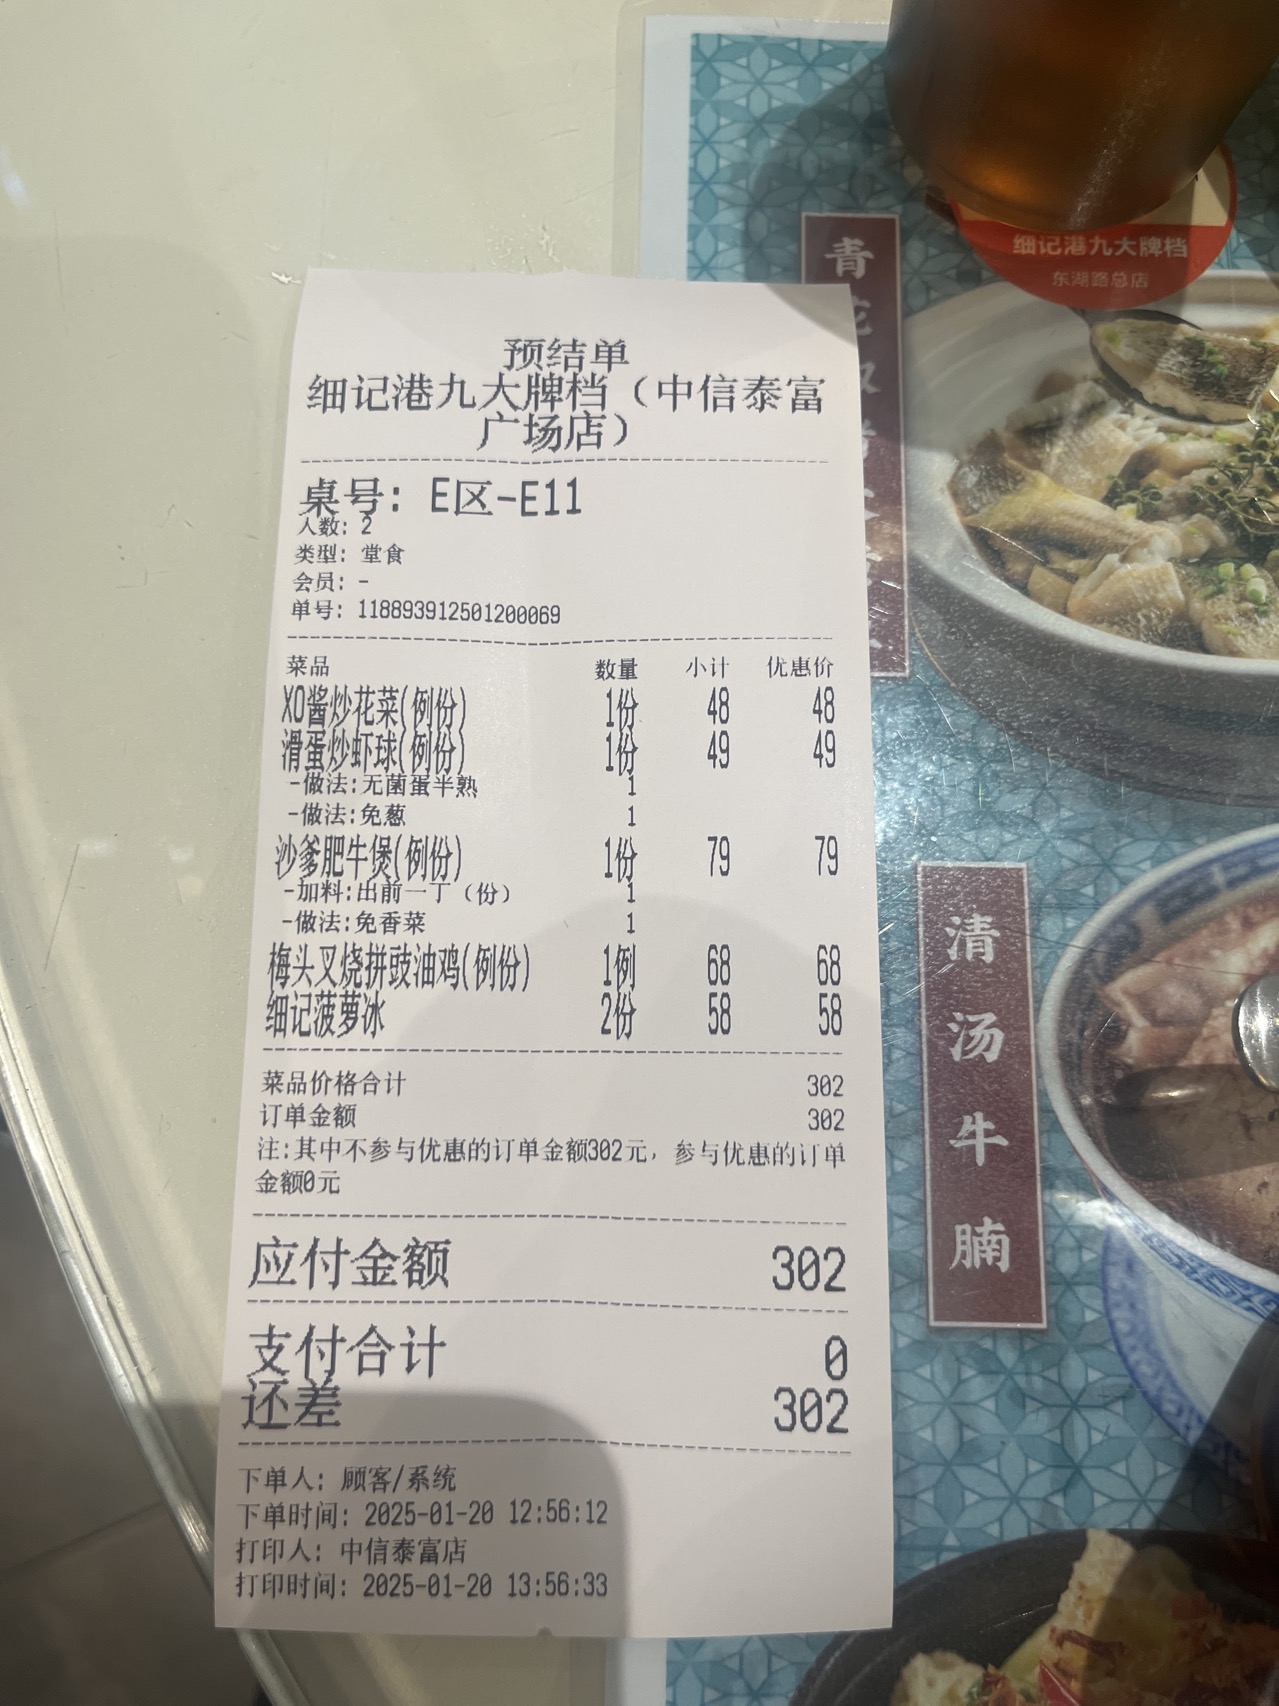 预结单
细记港九大牌档（中信泰富
广场店）
桌号: E区-E11
人数: 2
类型: 堂食
会员: -
单号: 118893912501200069
菜品 数量 小计 优惠价
XO酱炒花菜(例份) 1份 48 48
滑蛋炒虾球(例份) 1份 49 49
-做法:无菌蛋半熟 1
-做法:免葱 1
沙爹肥牛煲(例份) 1份 79 79
-加料:出前一丁（份） 1
-做法:免香菜 1
梅头叉烧拼豉油鸡(例份) 1例 68 68
细记菠萝冰 2份 58 58
菜品价格合计 302
订单金额 302
注:其中不参与优惠的订单金额302元，参与优惠的订单
金额0元
应付金额 302
支付合计 0
还差 302
下单人: 顾客/系统
下单时间: 2025-01-20 12:56:12
打印人: 中信泰富店
打印时间: 2025-01-20 13:56:33
细记港九大牌档
东湖路总店
青花
清汤牛腩